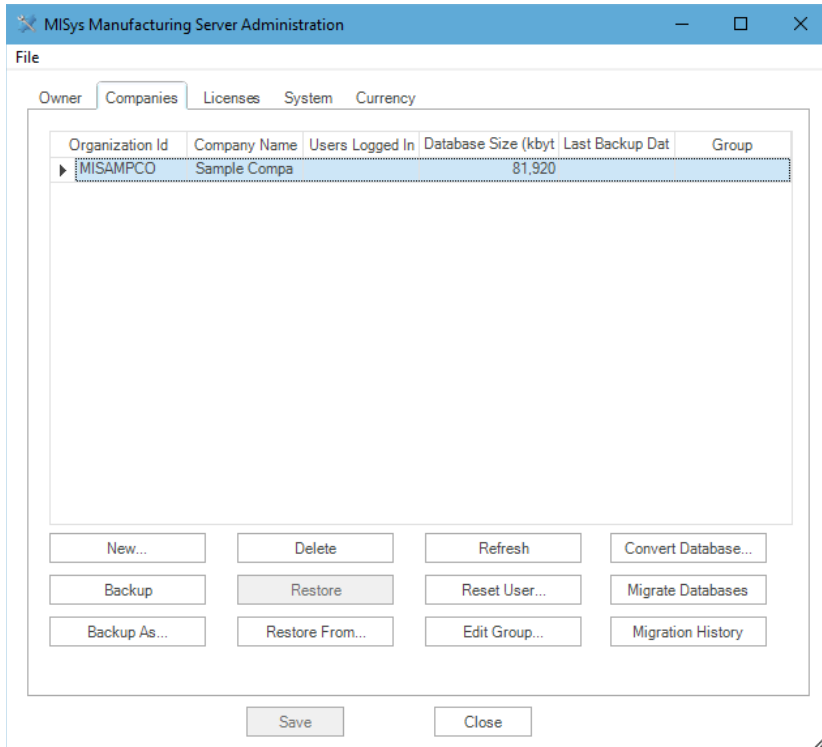 MISys Manufacturing Server Administration
File
Owner Companies Licenses System Currency
Organization Id Company Name Users Logged In Database Size (kbyt Last Backup Dat Group
MISAMPCO Sample Compa 81,920
New... Delete Refresh Convert Database...
Backup Restore Reset User... Migrate Databases
Backup As... Restore From... Edit Group... Migration History
Save Close